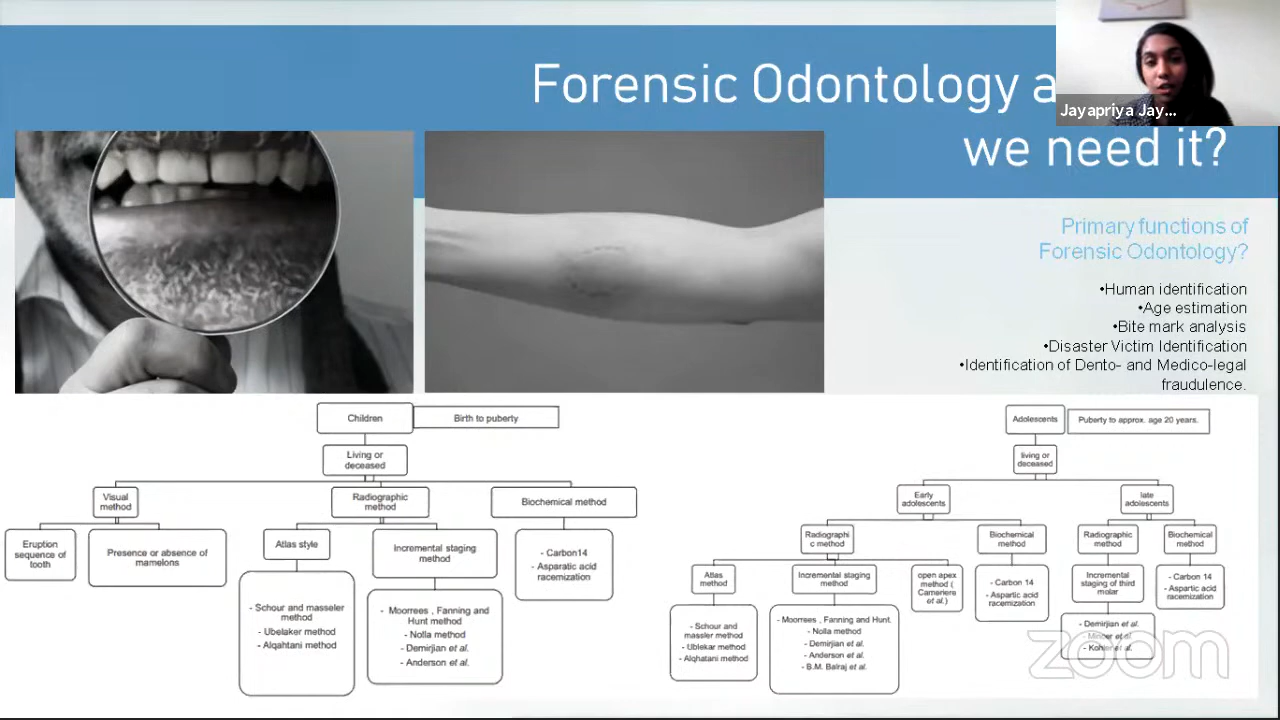 Forensic Odontology a
we need it?
Jayapriya Jay...
Primary functions of
Forensic Odontology?
•Human identification
•Age estimation
•Bite mark analysis
•Disaster Victim Identification
•Identification of Dento- and Medico-legal
fraudulence.
Children
Birth to puberty
Living or
deceased
Visual
method
Radiographic
method
Biochemical method
Eruption
sequence of
tooth
Presence or absence of
mamelons
Atlas style
Incremental staging
method
- Carbon14
- Asparatic acid
racemization
- Schour and masseler
method
- Ubelaker method
- Alqahtani method
- Moorrees , Fanning and
Hunt method
- Nolla method
- Demirjian et al.
- Anderson et al.
Adolescents
Puberty to approx. age 20 years.
living or
deceased
Early
adolescents
late
adolescents
Radiographi
c method
Biochemical
method
Radiographic
method
Biochemical
method
Atlas
method
Incremental staging
method
open apex
method (
Cameriere
et al.)
- Carbon 14
- Aspartic acid
racemization
Incremental
staging of third
molar
- Carbon 14
- Aspartic acid
racemization
- Schour and
massler method
- Ublekar method
- Alqhatani method
- Moorrees , Fanning and Hunt.
- Nolla method
- Demirjian et al.
- Anderson et al.
- B.M. Balraj et al.
- Demirjian et al.
- Mincer et al.
- Kohler et al.
zoom